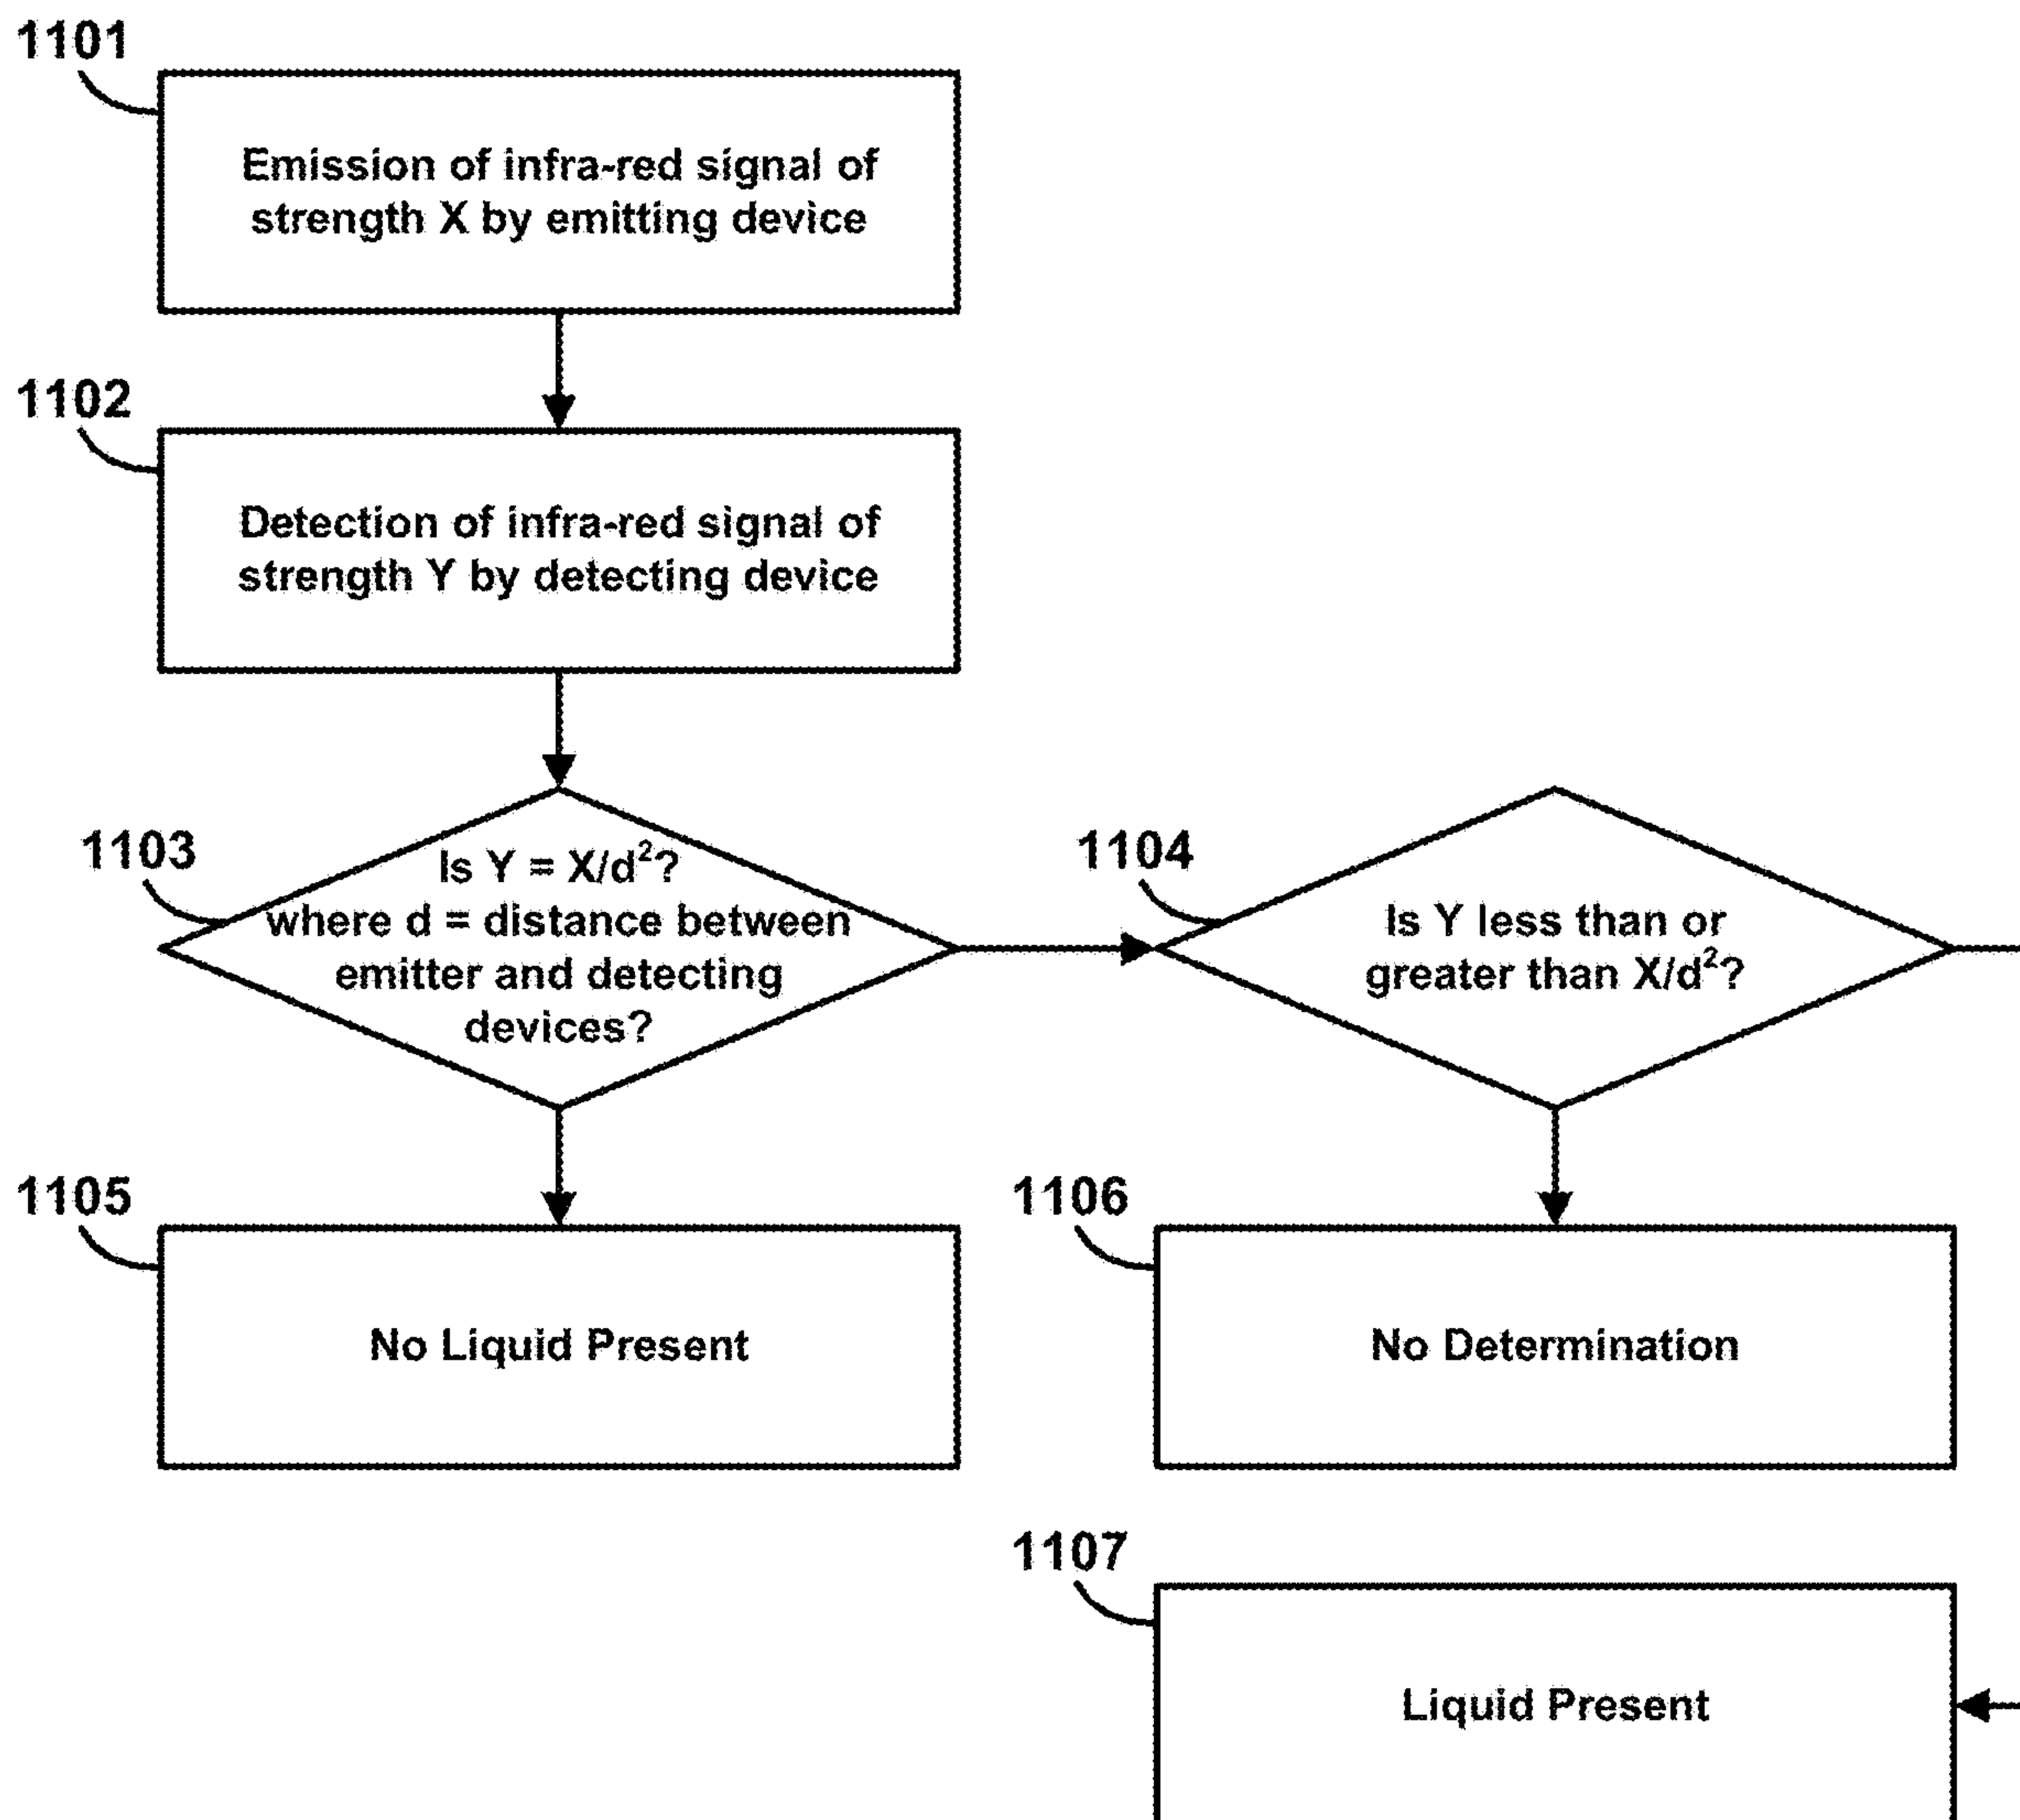 1101
Emission of infra-red signal of
strength X by emitting device
1102
Detection of infra-red signal of
strength Y by detecting device
1103
Is Y = X/d²?
where d = distance between
emitter and detecting
devices?
1104
Is Y less than or
greater than X/d²?
1105
No Liquid Present
1106
No Determination
1107
Liquid Present